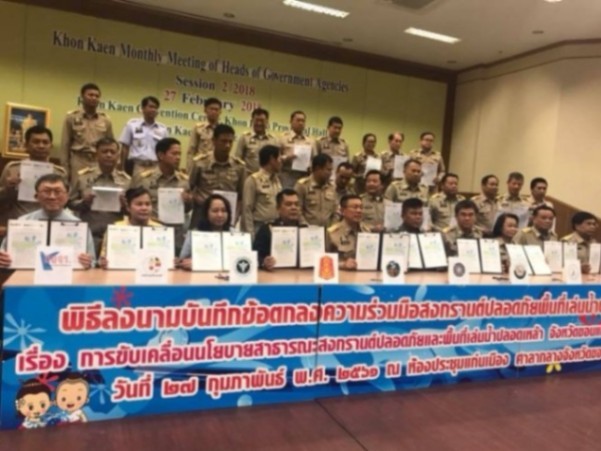 Khon Kaen Monthly Meeting of Heads of Government Agencies
Session 2/2018
27 February 2018
Khon Kaen Convention
พิธีลงนามบันทึกข้อตกลงความร่วมมือสงกรานต์ปลอดภัยพื้นที่เล่นน้ำ
เรื่อง การขับเคลื่อนนโยบายสาธารณะสงกรานต์ปลอดภัยและพื้นที่เล่นน้ำปลอดเหล้า จังหวัดขอนแก่น
วันที่ ๒๗ กุมภาพันธ์ พ.ศ. ๒๕๖๑ ณ ห้องประชุมแก่นเมือง ศาลากลางจังหวัดขอ